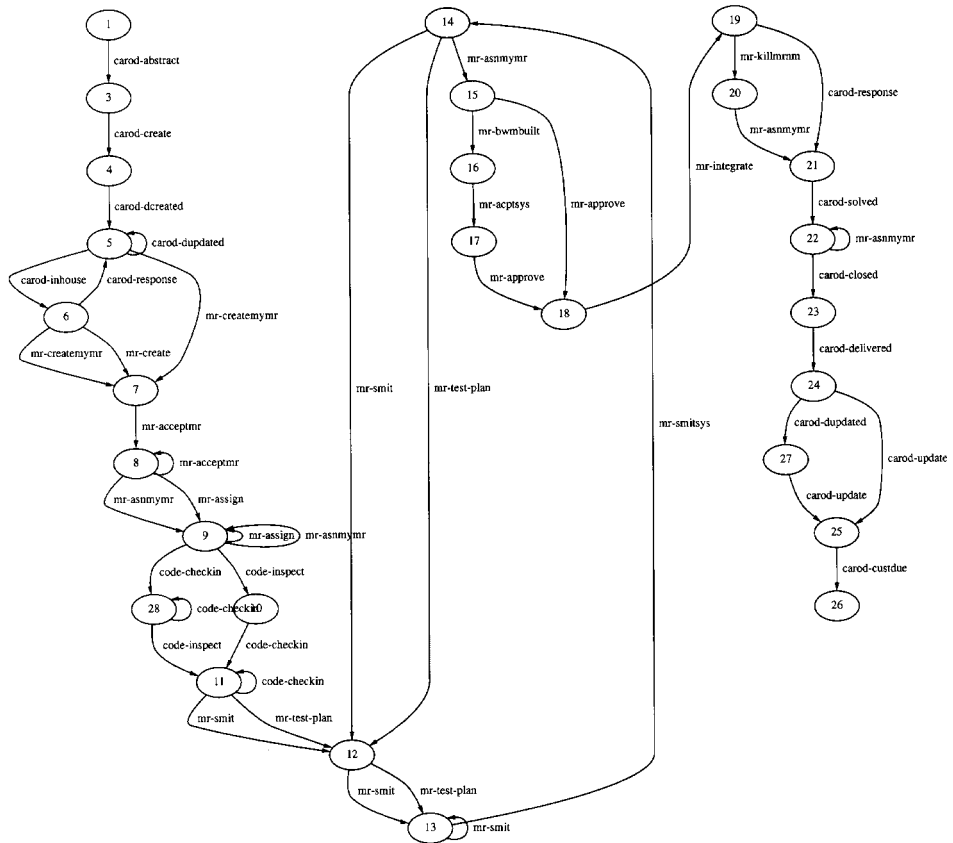 1
carod-abstract
3
carod-create
4
carod-dcreated
5
carod-dupdated
carod-inhouse
carod-response
6
mr-createmymr
mr-createmymr
mr-create
7
mr-acceptmr
8
mr-acceptmr
mr-asnmymr
mr-assign
9
mr-assign
mr-asnmymr
code-checkin
code-inspect
28
code-checkin
10
code-inspect
code-checkin
11
code-checkin
mr-smit
mr-test-plan
12
mr-smit
mr-test-plan
13
mr-smit
14
mr-asnmymr
15
mr-bwmbuilt
16
mr-acptsys
mr-approve
17
mr-approve
18
mr-smit
mr-test-plan
mr-smitsys
mr-integrate
19
mr-killmrnm
20
carod-response
mr-asnmymr
21
carod-solved
22
mr-asnmymr
carod-closed
23
carod-delivered
24
carod-dupdated
27
carod-update
carod-update
25
carod-custdue
26